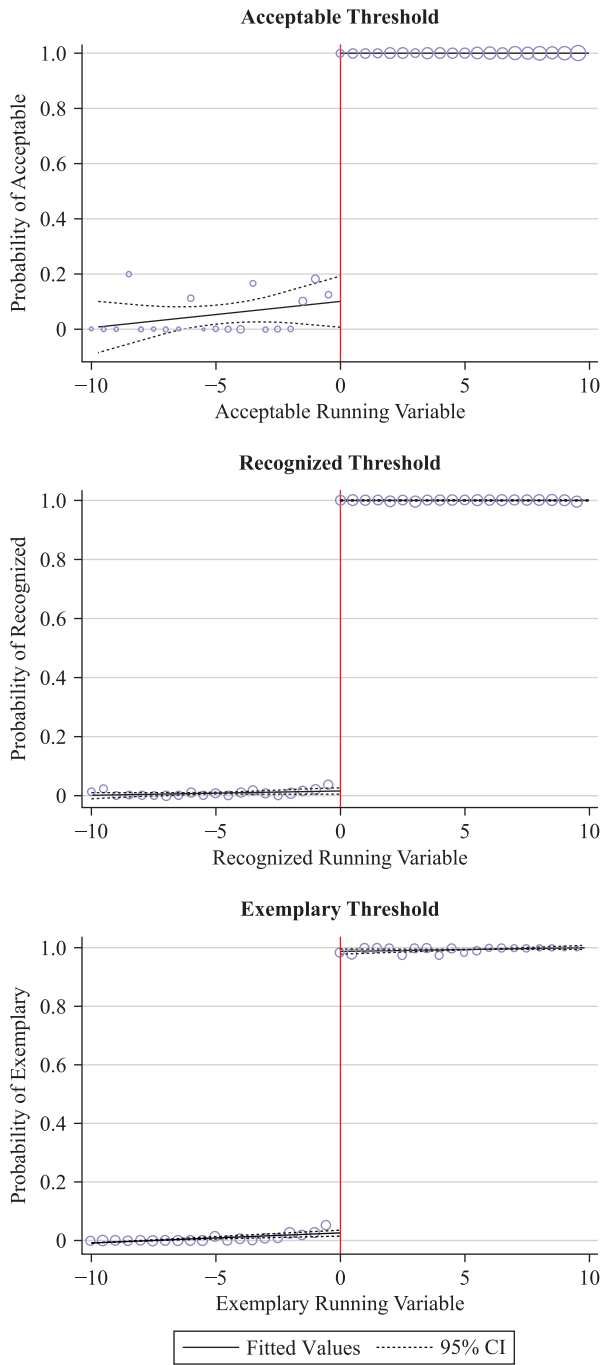 Acceptable Threshold
Probability of Acceptable
1.0
0.8
0.6
0.4
0.2
0
−10 −5 0 5 10
Acceptable Running Variable
Recognized Threshold
Probability of Recognized
1.0
0.8
0.6
0.4
0.2
0
−10 −5 0 5 10
Recognized Running Variable
Exemplary Threshold
Probability of Exemplary
1.0
0.8
0.6
0.4
0.2
0
−10 −5 0 5 10
Exemplary Running Variable
Fitted Values 95% CI